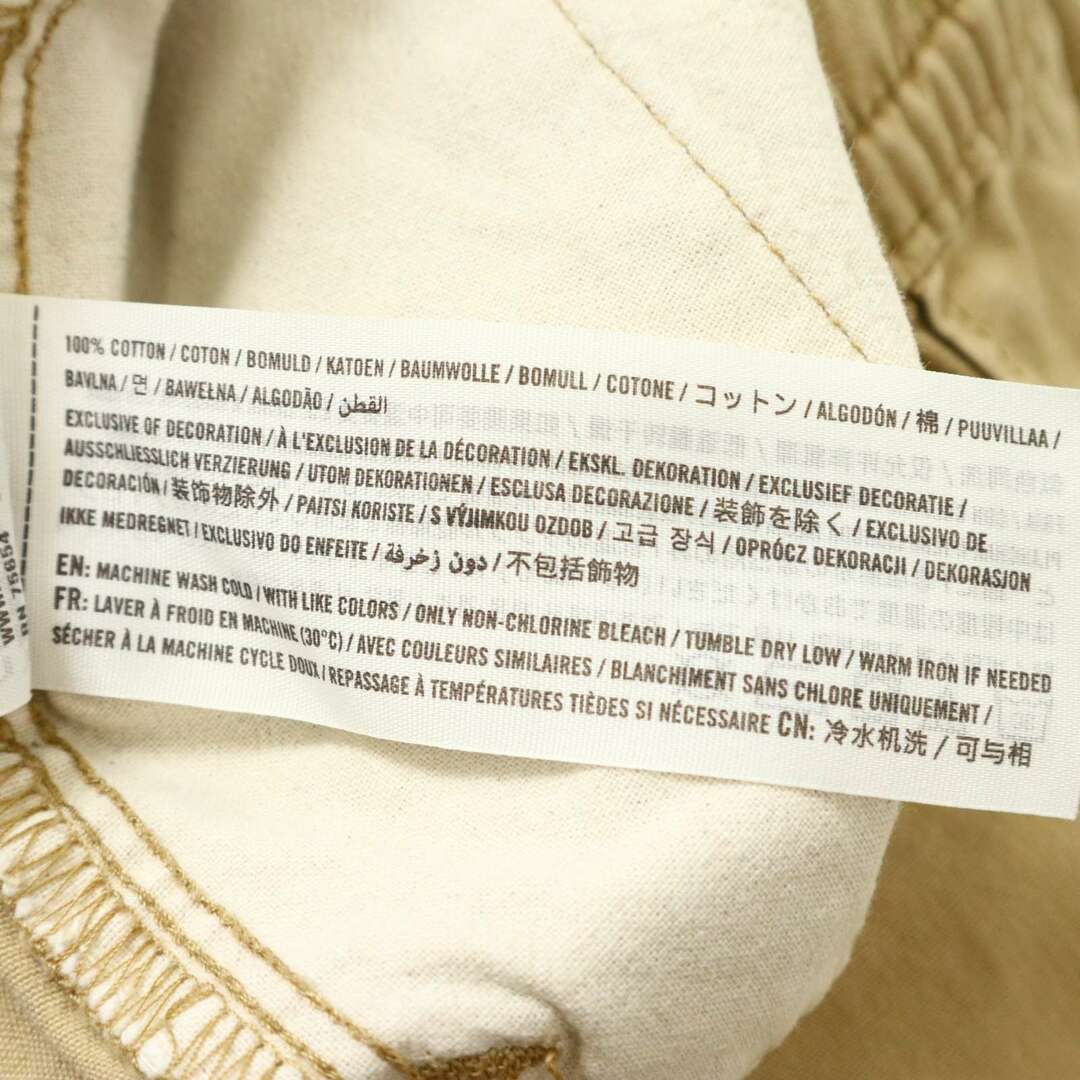 100% COTTON / COTON / BOMULD / KATOEN / BAUMWOLLE / BOMULL / COTONE / コットン / ALGODÓN / 棉 / PUUVILLAA /
BAVLNA / 면 / BAWEŁNA / ALGODÃO / القطن
EXCLUSIVE OF DECORATION / À L'EXCLUSION DE LA DÉCORATION / EKSKL. DEKORATION / EXCLUSIEF DECORATIE /
AUSSCHLIESSLICH VERZIERUNG / UTOM DEKORATIONEN / ESCLUSA DECORAZIONE / 装飾を除く / EXCLUSIVO DE
DECORACIÓN / 装饰物除外 / PAITSI KORISTE / S VÝJIMKOU OZDOB / 고급 장식 / OPRÓCZ DEKORACJI / DEKORASJON
IKKE MEDREGNET / EXCLUSIVO DO ENFEITE / دون زخرفة / 不包括飾物
EN: MACHINE WASH COLD / WITH LIKE COLORS / ONLY NON-CHLORINE BLEACH / TUMBLE DRY LOW / WARM IRON IF NEEDED
FR: LAVER À FROID EN MACHINE (30°C) / AVEC COULEURS SIMILAIRES / BLANCHIMENT SANS CHLORE UNIQUEMENT /
SÉCHER À LA MACHINE CYCLE DOUX / REPASSAGE À TEMPÉRATURES TIÈDES SI NÉCESSAIRE CN: 冷水机洗 / 可与相